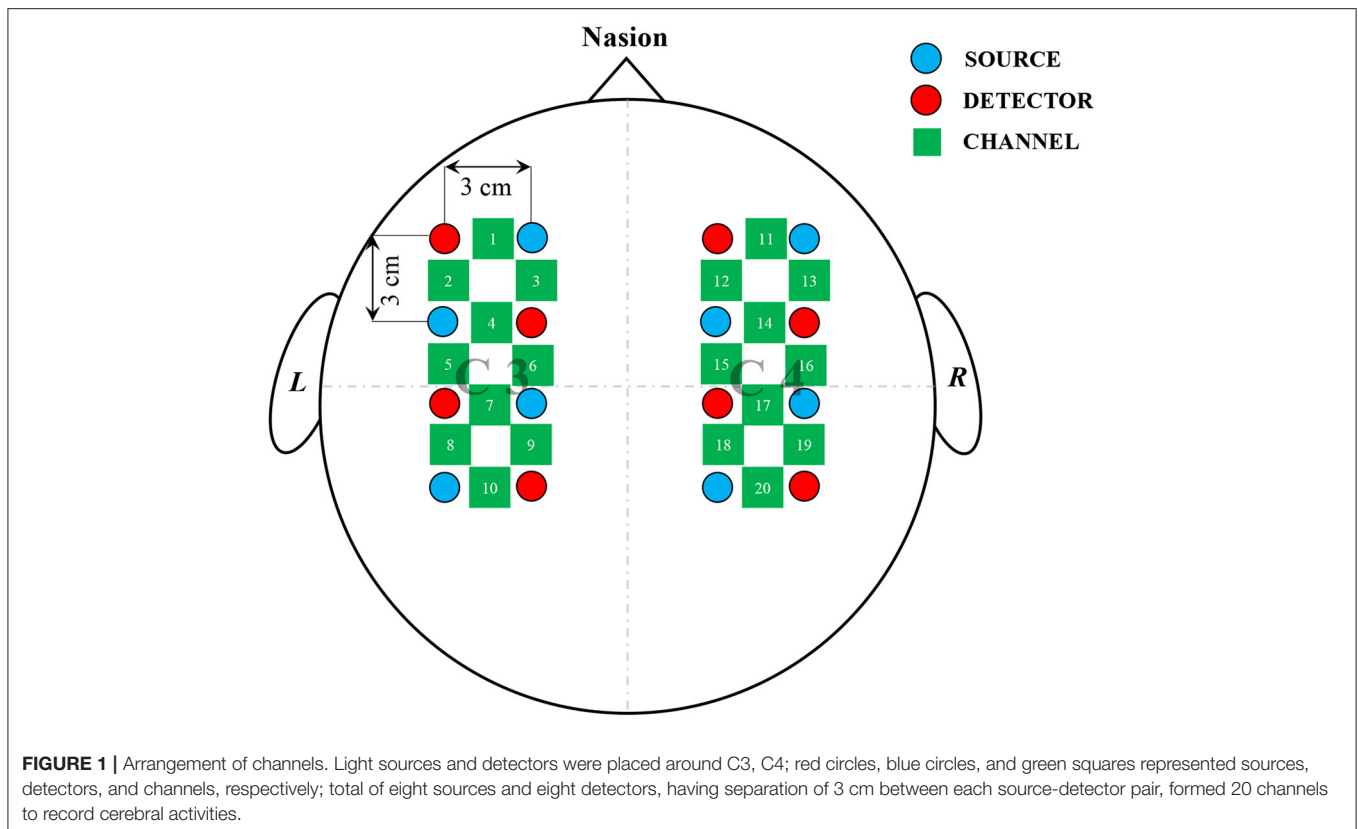 Nasion
SOURCE
DETECTOR
CHANNEL
3 cm
3 cm
1
11
2
3
12
13
4
14
5
6
15
16
C 3
C 4
L
R
7
17
8
9
18
19
10
20
FIGURE 1 | Arrangement of channels. Light sources and detectors were placed around C3, C4; red circles, blue circles, and green squares represented sources,
detectors, and channels, respectively; total of eight sources and eight detectors, having separation of 3 cm between each source-detector pair, formed 20 channels
to record cerebral activities.